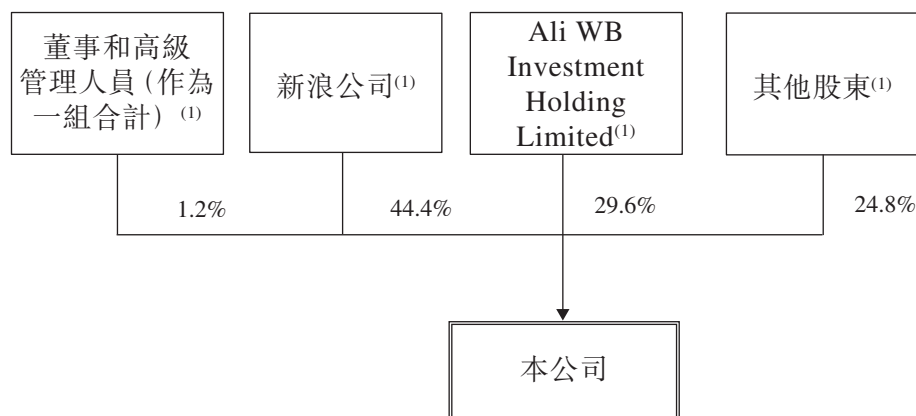 董事和高級
管理人員（作為
一組合計）(1)
新浪公司(1)
Ali WB
Investment
Holding
Limited(1)
其他股東(1)
1.2%
44.4%
29.6%
24.8%
本公司